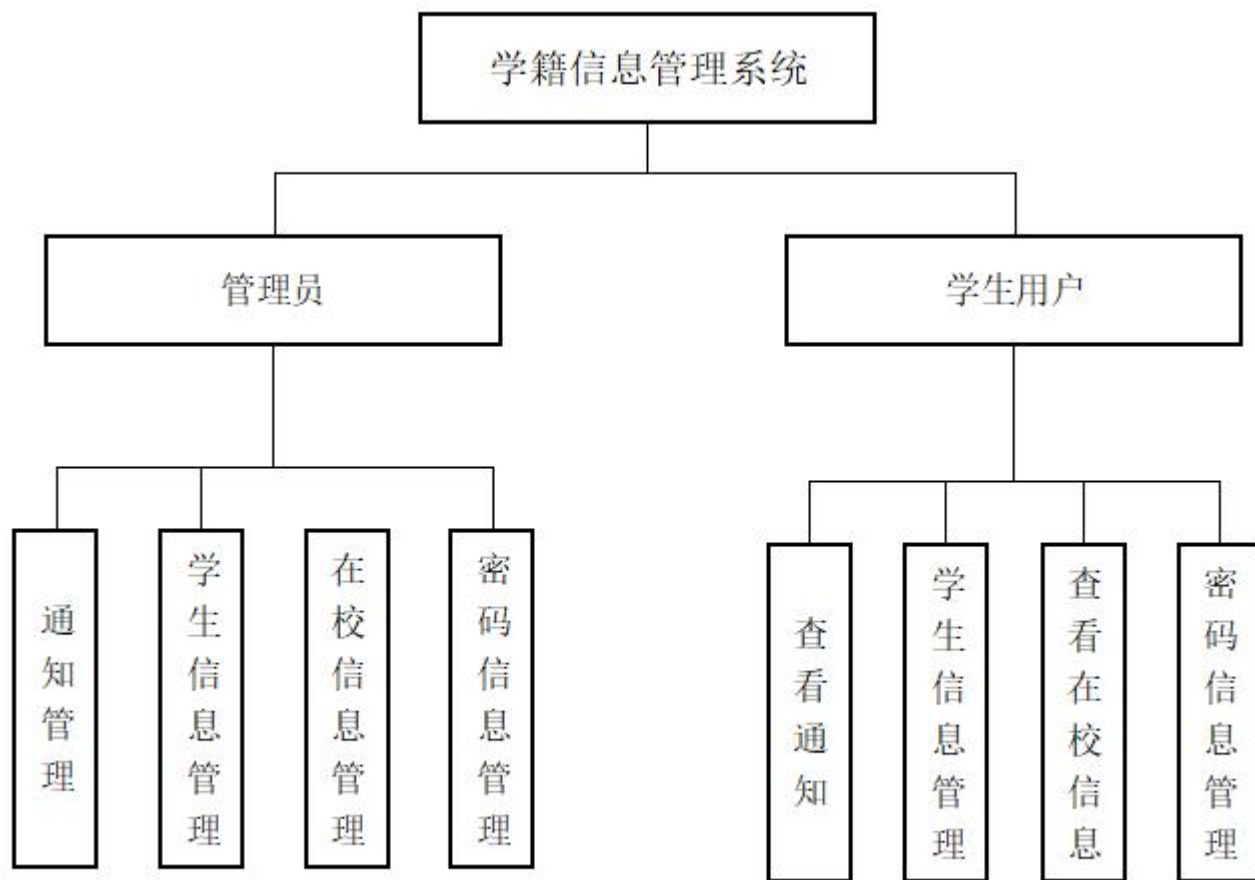 学籍信息管理系统
管理员
学生用户
通知管理
学生信息管理
在校信息管理
密码信息管理
查看通知
学生信息管理
查看在校信息
密码信息管理